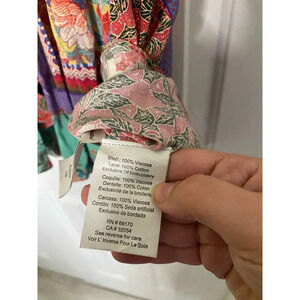 Shell: 100% Viscose
Lace: 100% Cotton
Exclusive Of Embroidery
Coquille: 100% Viscose
Dentelle: 100% Coton
Exclusivité de la broderie
Carcasa: 100% Viscosa
Cordón: 100% Seda artificial
Exclusivo de bordado
RN # 66170
CA # 32054
See reverse for care
Voir L' Inverse Pour Le Soin